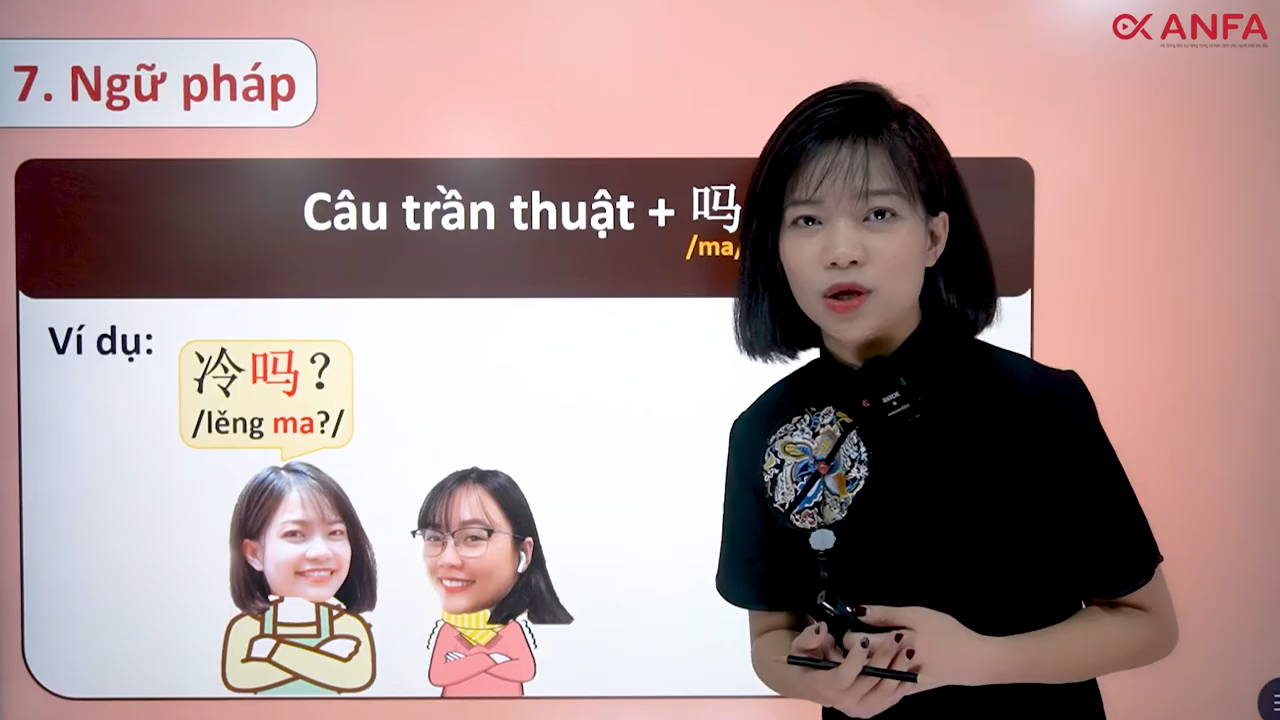 ANFA
7. Ngữ pháp
Câu trần thuật + 吗
/ma/
Ví dụ:
冷吗？
/lěng ma?/